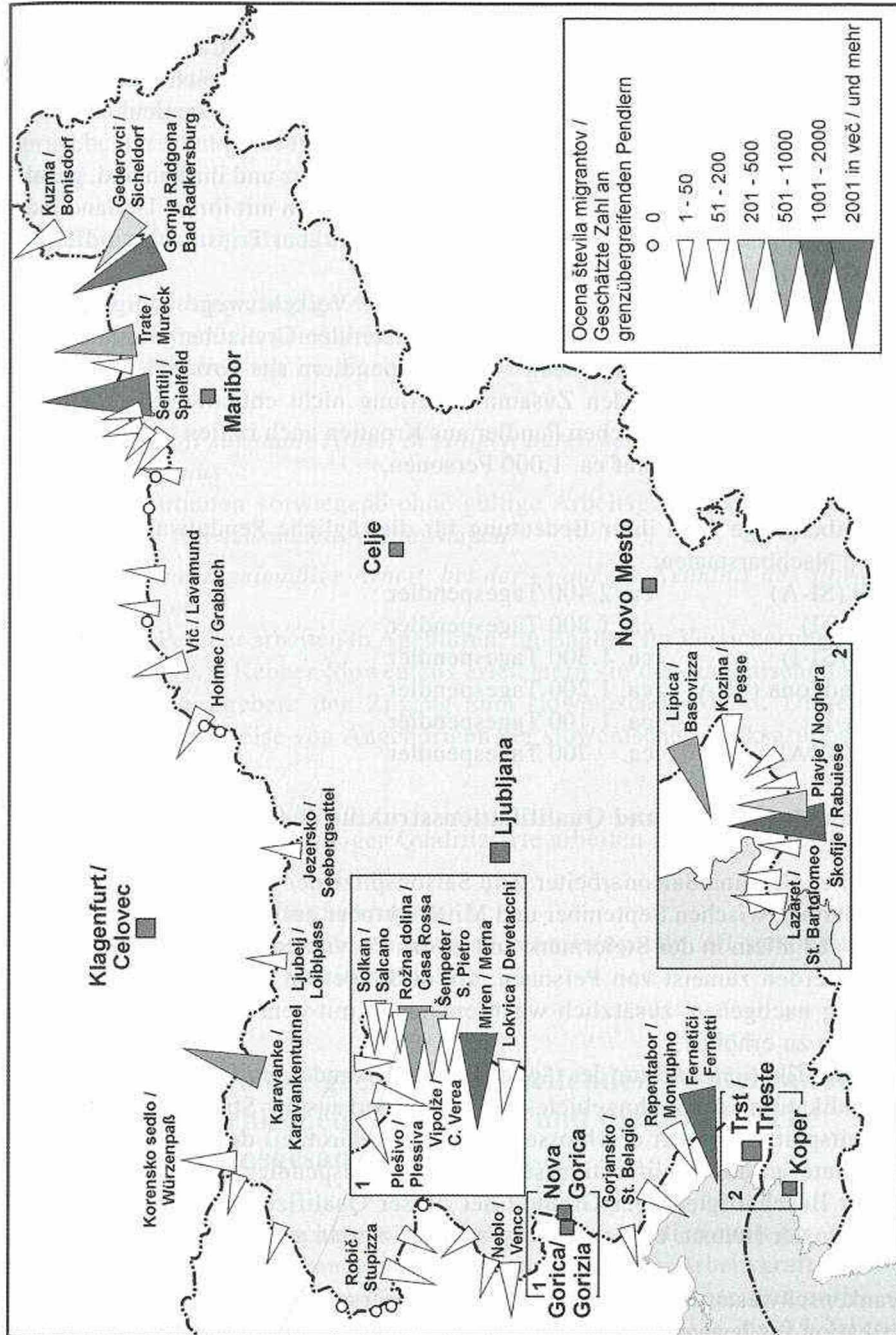 Kuzma /
Bonisdorf
Gederovci
Sicheldorf
Gornja Radgona /
Bad Radkersburg
Trate /
Mureck
Šentilj /
Spielfeld
Maribor
Vič / Lavamund
Holmec / Grablach
Celje
Klagenfurt /
Celovec
Jezersko /
Seebergsattel
Ljubelj /
Loiblpass
Karavanke /
Karavankentunnel
Korensko sedlo /
Würzenpaß
Ljubljana
Novo Mesto
Robič /
Stupizza
Neblo /
Venco
1
Nova
Gorica
Gorica/
Gorizia
Gorjansko /
St. Belagio
Repentabor /
Monrupino
Fernetiči /
Fernetti
2
Trst
Trieste
Koper
1
Solkan /
Salcano
Rožna dolina
Casa Rossa
Šempeter /
S. Pietro
Miren / Merna
Lokvica / Devetacchi
Plešivo /
Plessiva
Vipolže /
C. Verea
2
Lipica /
Basovizza
Kozina /
Pesse
Plavje / Noghera
Škofije / Rabuiese
Lazaret
St. Bartolomeo
Ocena števila migrantov /
Geschätzte Zahl an
grenzübergreifenden Pendlern
0
1 - 50
51 - 200
201 - 500
501 - 1000
1001 - 2000
2001 in več / und mehr